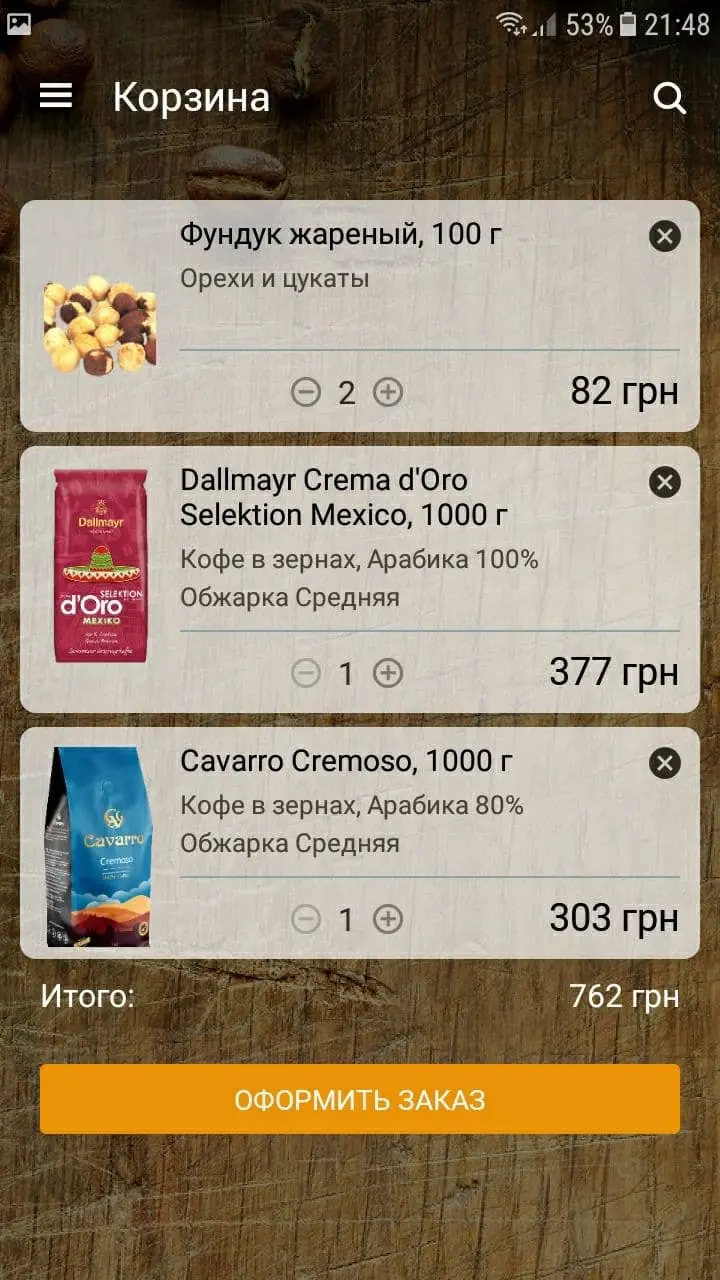 53% 21:48
Корзина
Фундук жареный, 100 г
Орехи и цукаты
2
82 грн
Dallmayr
SELEKTION
d'Oro
MEXIKO
Dallmayr Crema d'Oro
Selektion Mexico, 1000 г
Кофе в зернах, Арабика 100%
Обжарка Средняя
1
377 грн
Cavarro
Cremoso
Cavarro Cremoso, 1000 г
Кофе в зернах, Арабика 80%
Обжарка Средняя
1
303 грн
Итого:
762 грн
ОФОРМИТЬ ЗАКАЗ